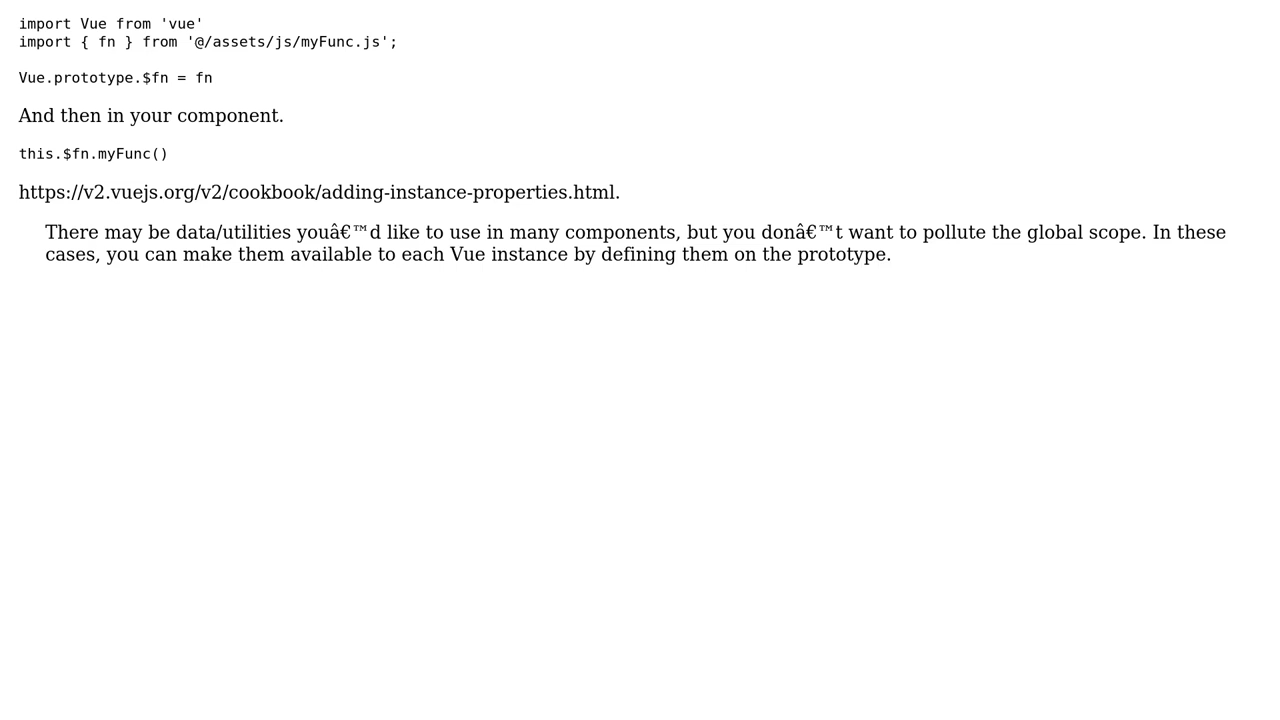 import Vue from 'vue'
import { fn } from '@/assets/js/myFunc.js';
Vue.prototype.$fn = fn
And then in your component.
this.$fn.myFunc()
https://v2.vuejs.org/v2/cookbook/adding-instance-properties.html.
There may be data/utilities youâ€™d like to use in many components, but you donâ€™t want to pollute the global scope. In these
cases, you can make them available to each Vue instance by defining them on the prototype.